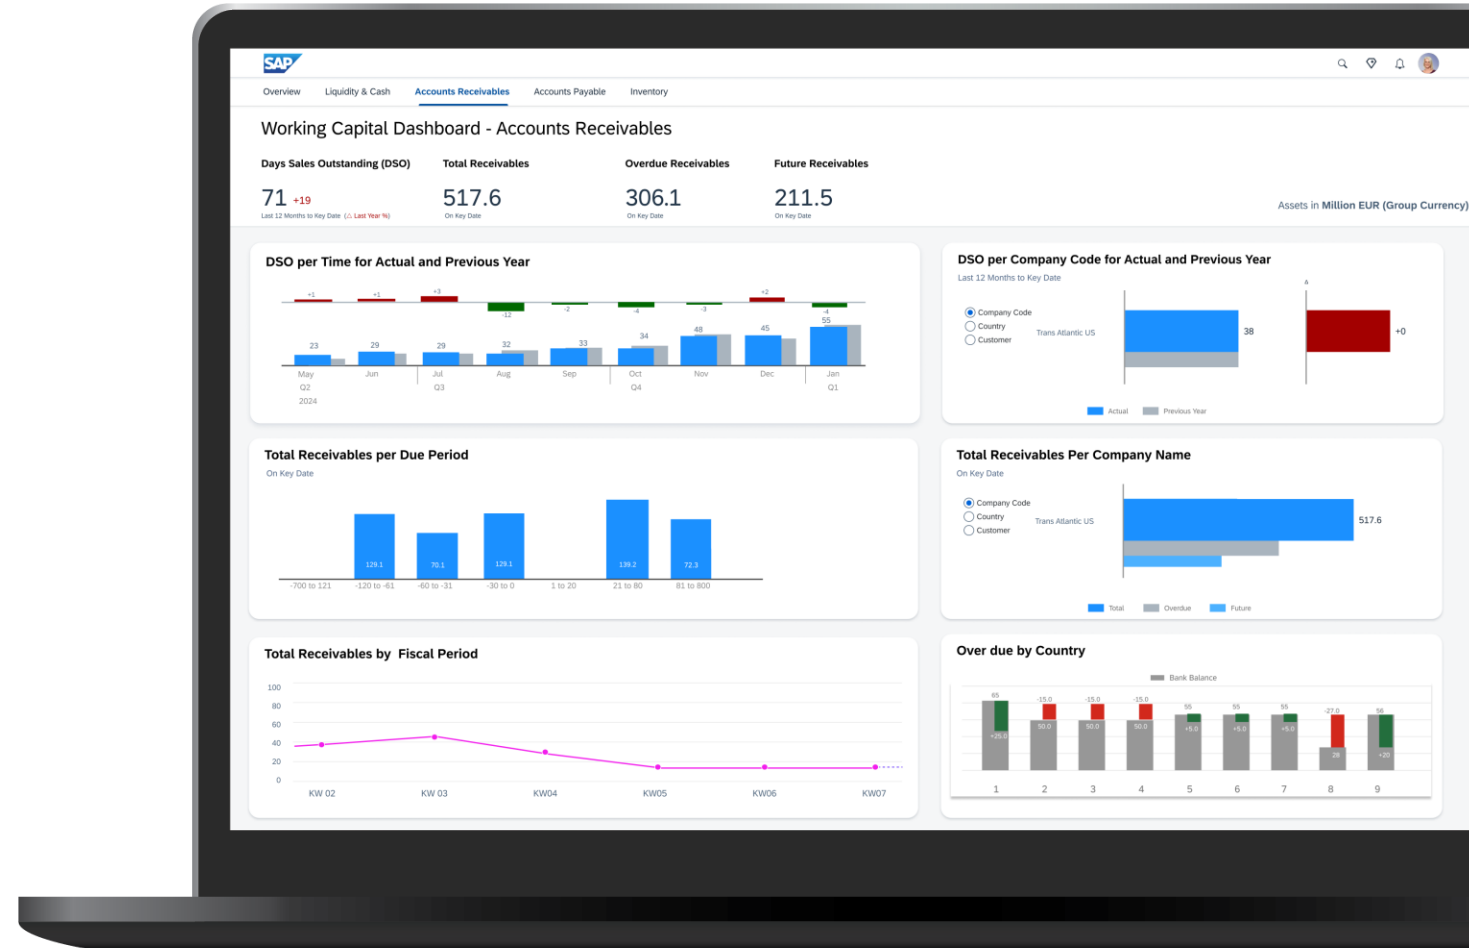 SAP
Overview Liquidity & Cash Accounts Receivables Accounts Payable Inventory
Working Capital Dashboard - Accounts Receivables
Days Sales Outstanding (DSO) Total Receivables Overdue Receivables Future Receivables
71 +19 517.6 306.1 211.5
Last 12 Months to Key Date (△ Last Year %) On Key Date On Key Date On Key Date
Assets in Million EUR (Group Currency)
DSO per Time for Actual and Previous Year
+1 +1 +3 -12 -2 -4 -3 +2 -4
23 29 29 32 33 34 48 45 55
May Jun Jul Aug Sep Oct Nov Dec Jan
Q2 Q3 Q4 Q1
2024
DSO per Company Code for Actual and Previous Year
Last 12 Months to Key Date
Company Code
Country
Customer
Trans Atlantic US
38
+0
Actual Previous Year
Total Receivables per Due Period
On Key Date
129.1 70.1 129.1 139.2 72.3
-700 to 121 -120 to -61 -60 to -31 -30 to 0 1 to 20 21 to 80 81 to 800
Total Receivables Per Company Name
On Key Date
Company Code
Country
Customer
Trans Atlantic US
517.6
Total Overdue Future
Total Receivables by Fiscal Period
100
80
60
40
20
0
KW 02 KW 03 KW04 KW05 KW06 KW07
Over due by Country
Bank Balance
65 -15.0 -15.0 -15.0 55 55 55 -27.0 56
+25.0 50.0 50.0 50.0 +5.0 +5.0 +5.0 28 +20
1 2 3 4 5 6 7 8 9